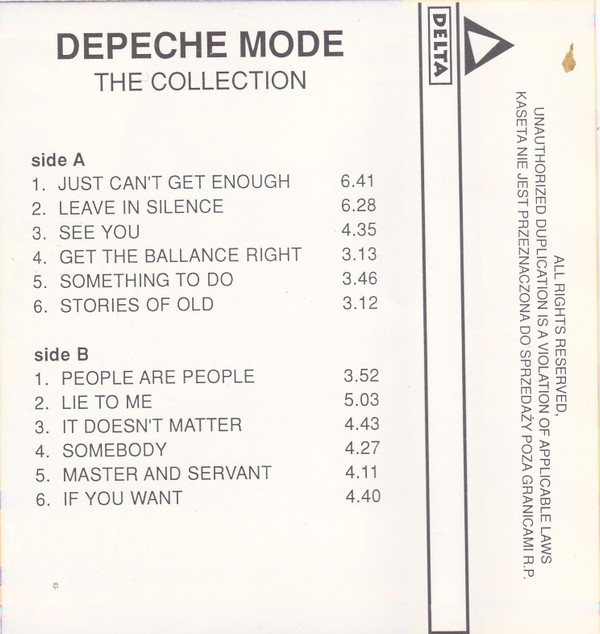 DEPECHE MODE
THE COLLECTION
side A
1. JUST CAN'T GET ENOUGH 6.41
2. LEAVE IN SILENCE 6.28
3. SEE YOU 4.35
4. GET THE BALLANCE RIGHT 3.13
5. SOMETHING TO DO 3.46
6. STORIES OF OLD 3.12
side B
1. PEOPLE ARE PEOPLE 3.52
2. LIE TO ME 5.03
3. IT DOESN'T MATTER 4.43
4. SOMEBODY 4.27
5. MASTER AND SERVANT 4.11
6. IF YOU WANT 4.40
DELTA
ALL RIGHTS RESERVED,
UNAUTHORIZED DUPLICATION IS A VIOLATION OF APPLICABLE LAWS
KASETA NIE JEST PRZEZNACZONA DO SPRZEDAŻY POZA GRANICAMI R.P.